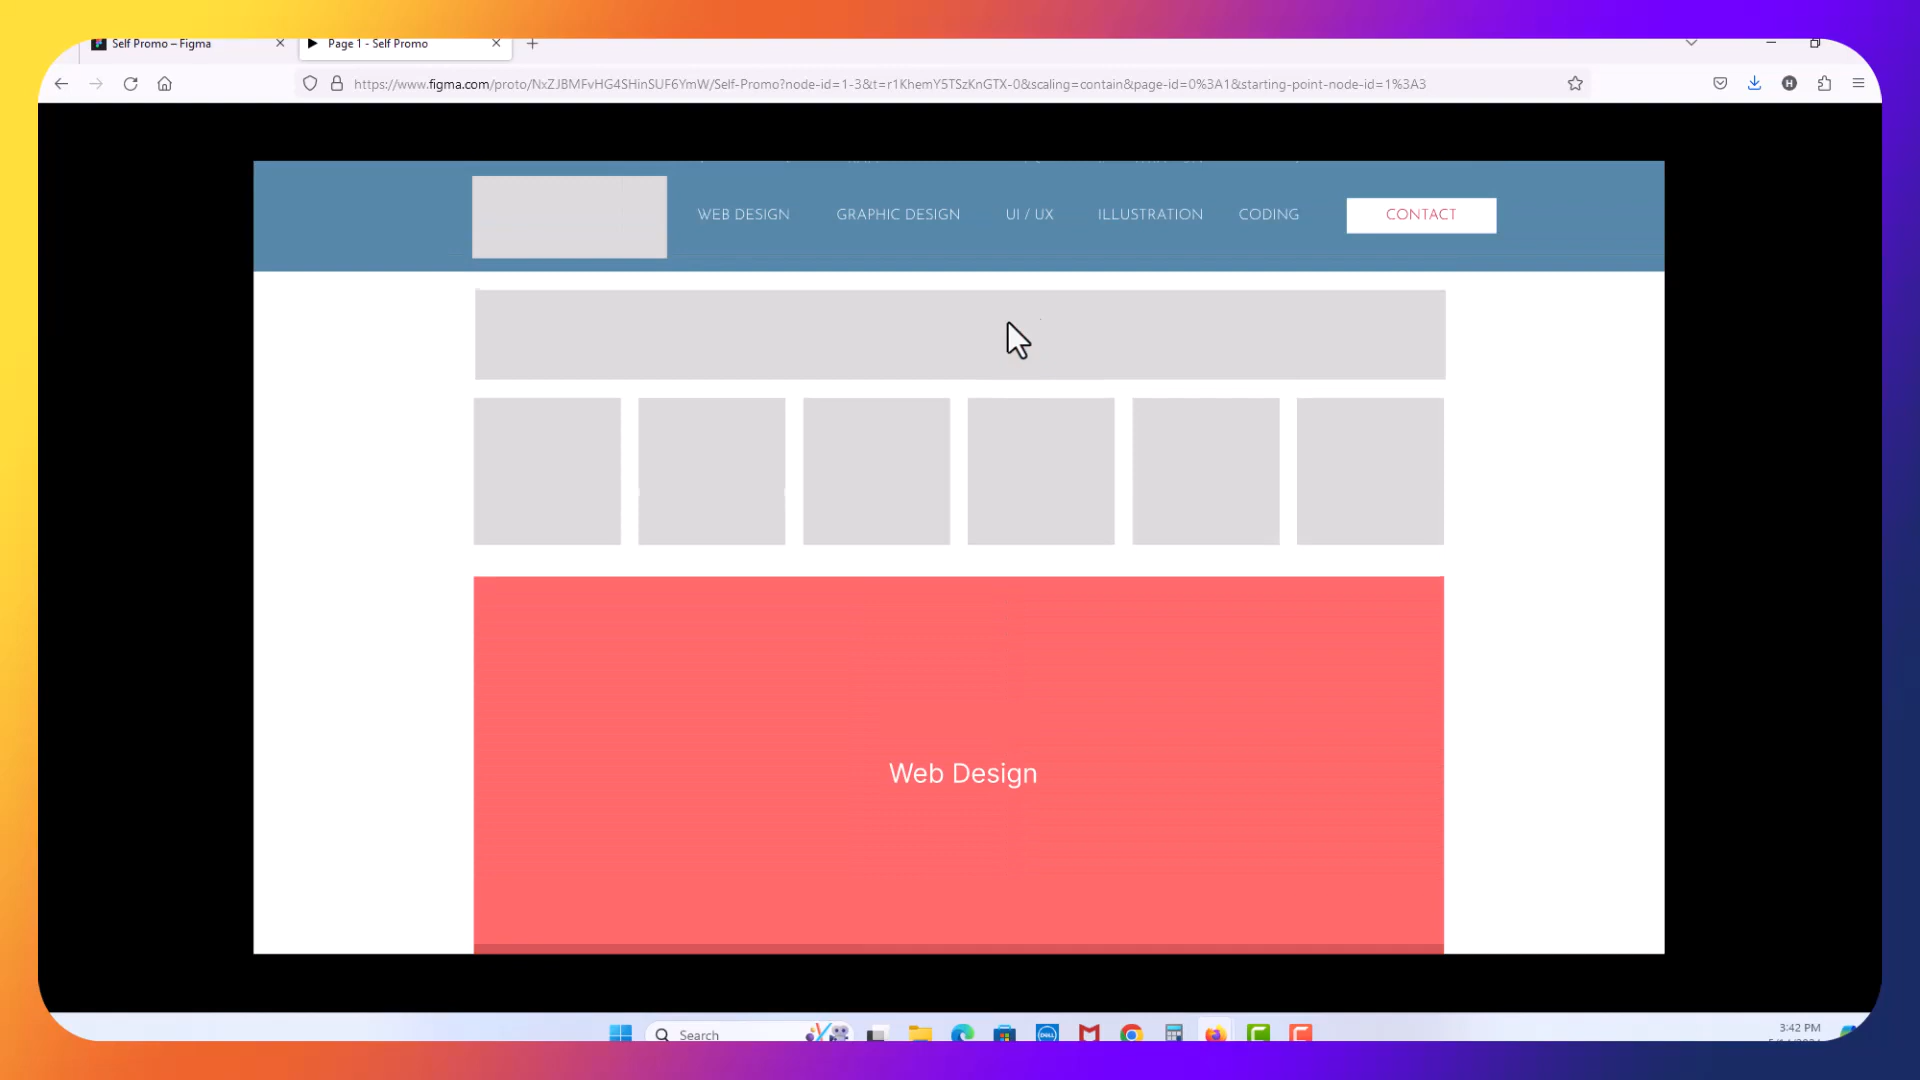 Self Promo – Figma
Page 1 - Self Promo
https://www.figma.com/proto/NxZJBMFvHG4SHinSUF6YmW/Self-Promo?node-id=1-3&t=r1KhemY5TSzKnGTX-0&scaling=contain&page-id=0%3A1&starting-point-node-id=1%3A3
H
WEB DESIGN GRAPHIC DESIGN UI / UX ILLUSTRATION CODING CONTACT
Web Design
Search
DELL
3:42 PM